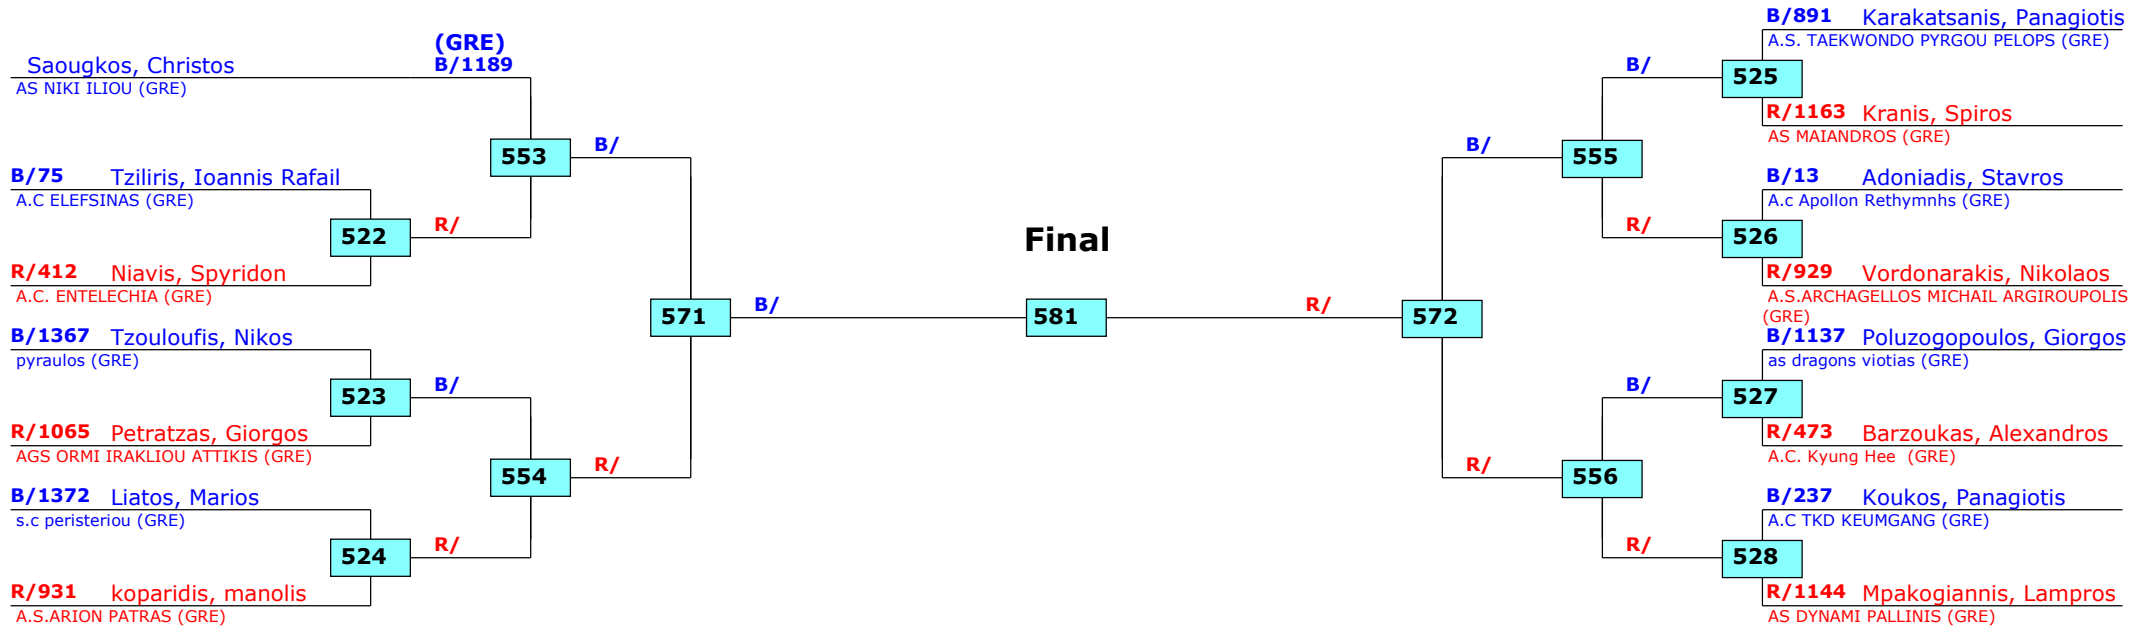 (GRE)
Saougkos, Christos B/1189
AS NIKI ILIOU (GRE)
553 B/
B/75 Tziliris, Ioannis Rafail
A.C ELEFSINAS (GRE)
522 R/
R/412 Niavis, Spyridon
A.C. ENTELECHIA (GRE)
571 B/
B/1367 Tzouloufis, Nikos
pyraulos (GRE)
523 B/
R/1065 Petratzas, Giorgos
AGS ORMI IRAKLIOU ATTIKIS (GRE)
554 R/
B/1372 Liatos, Marios
s.c peristeriou (GRE)
524 R/
R/931 koparidis, manolis
A.S.ARION PATRAS (GRE)
Final
581
B/891 Karakatsanis, Panagiotis
A.S. TAEKWONDO PYRGOU PELOPS (GRE)
B/ 525
R/1163 Kranis, Spiros
AS MAIANDROS (GRE)
B/ 555
B/13 Adoniadis, Stavros
A.c Apollon Rethymnhs (GRE)
R/ 526
R/929 Vordonarakis, Nikolaos
A.S.ARCHAGELLOS MICHAIL ARGIROUPOLIS
(GRE)
R/ 572
B/1137 Poluzogopoulos, Giorgos
as dragons viotias (GRE)
B/ 527
R/473 Barzoukas, Alexandros
A.C. Kyung Hee (GRE)
R/ 556
B/237 Koukos, Panagiotis
A.C TKD KEUMGANG (GRE)
R/ 528
R/1144 Mpakogiannis, Lampros
AS DYNAMI PALLINIS (GRE)